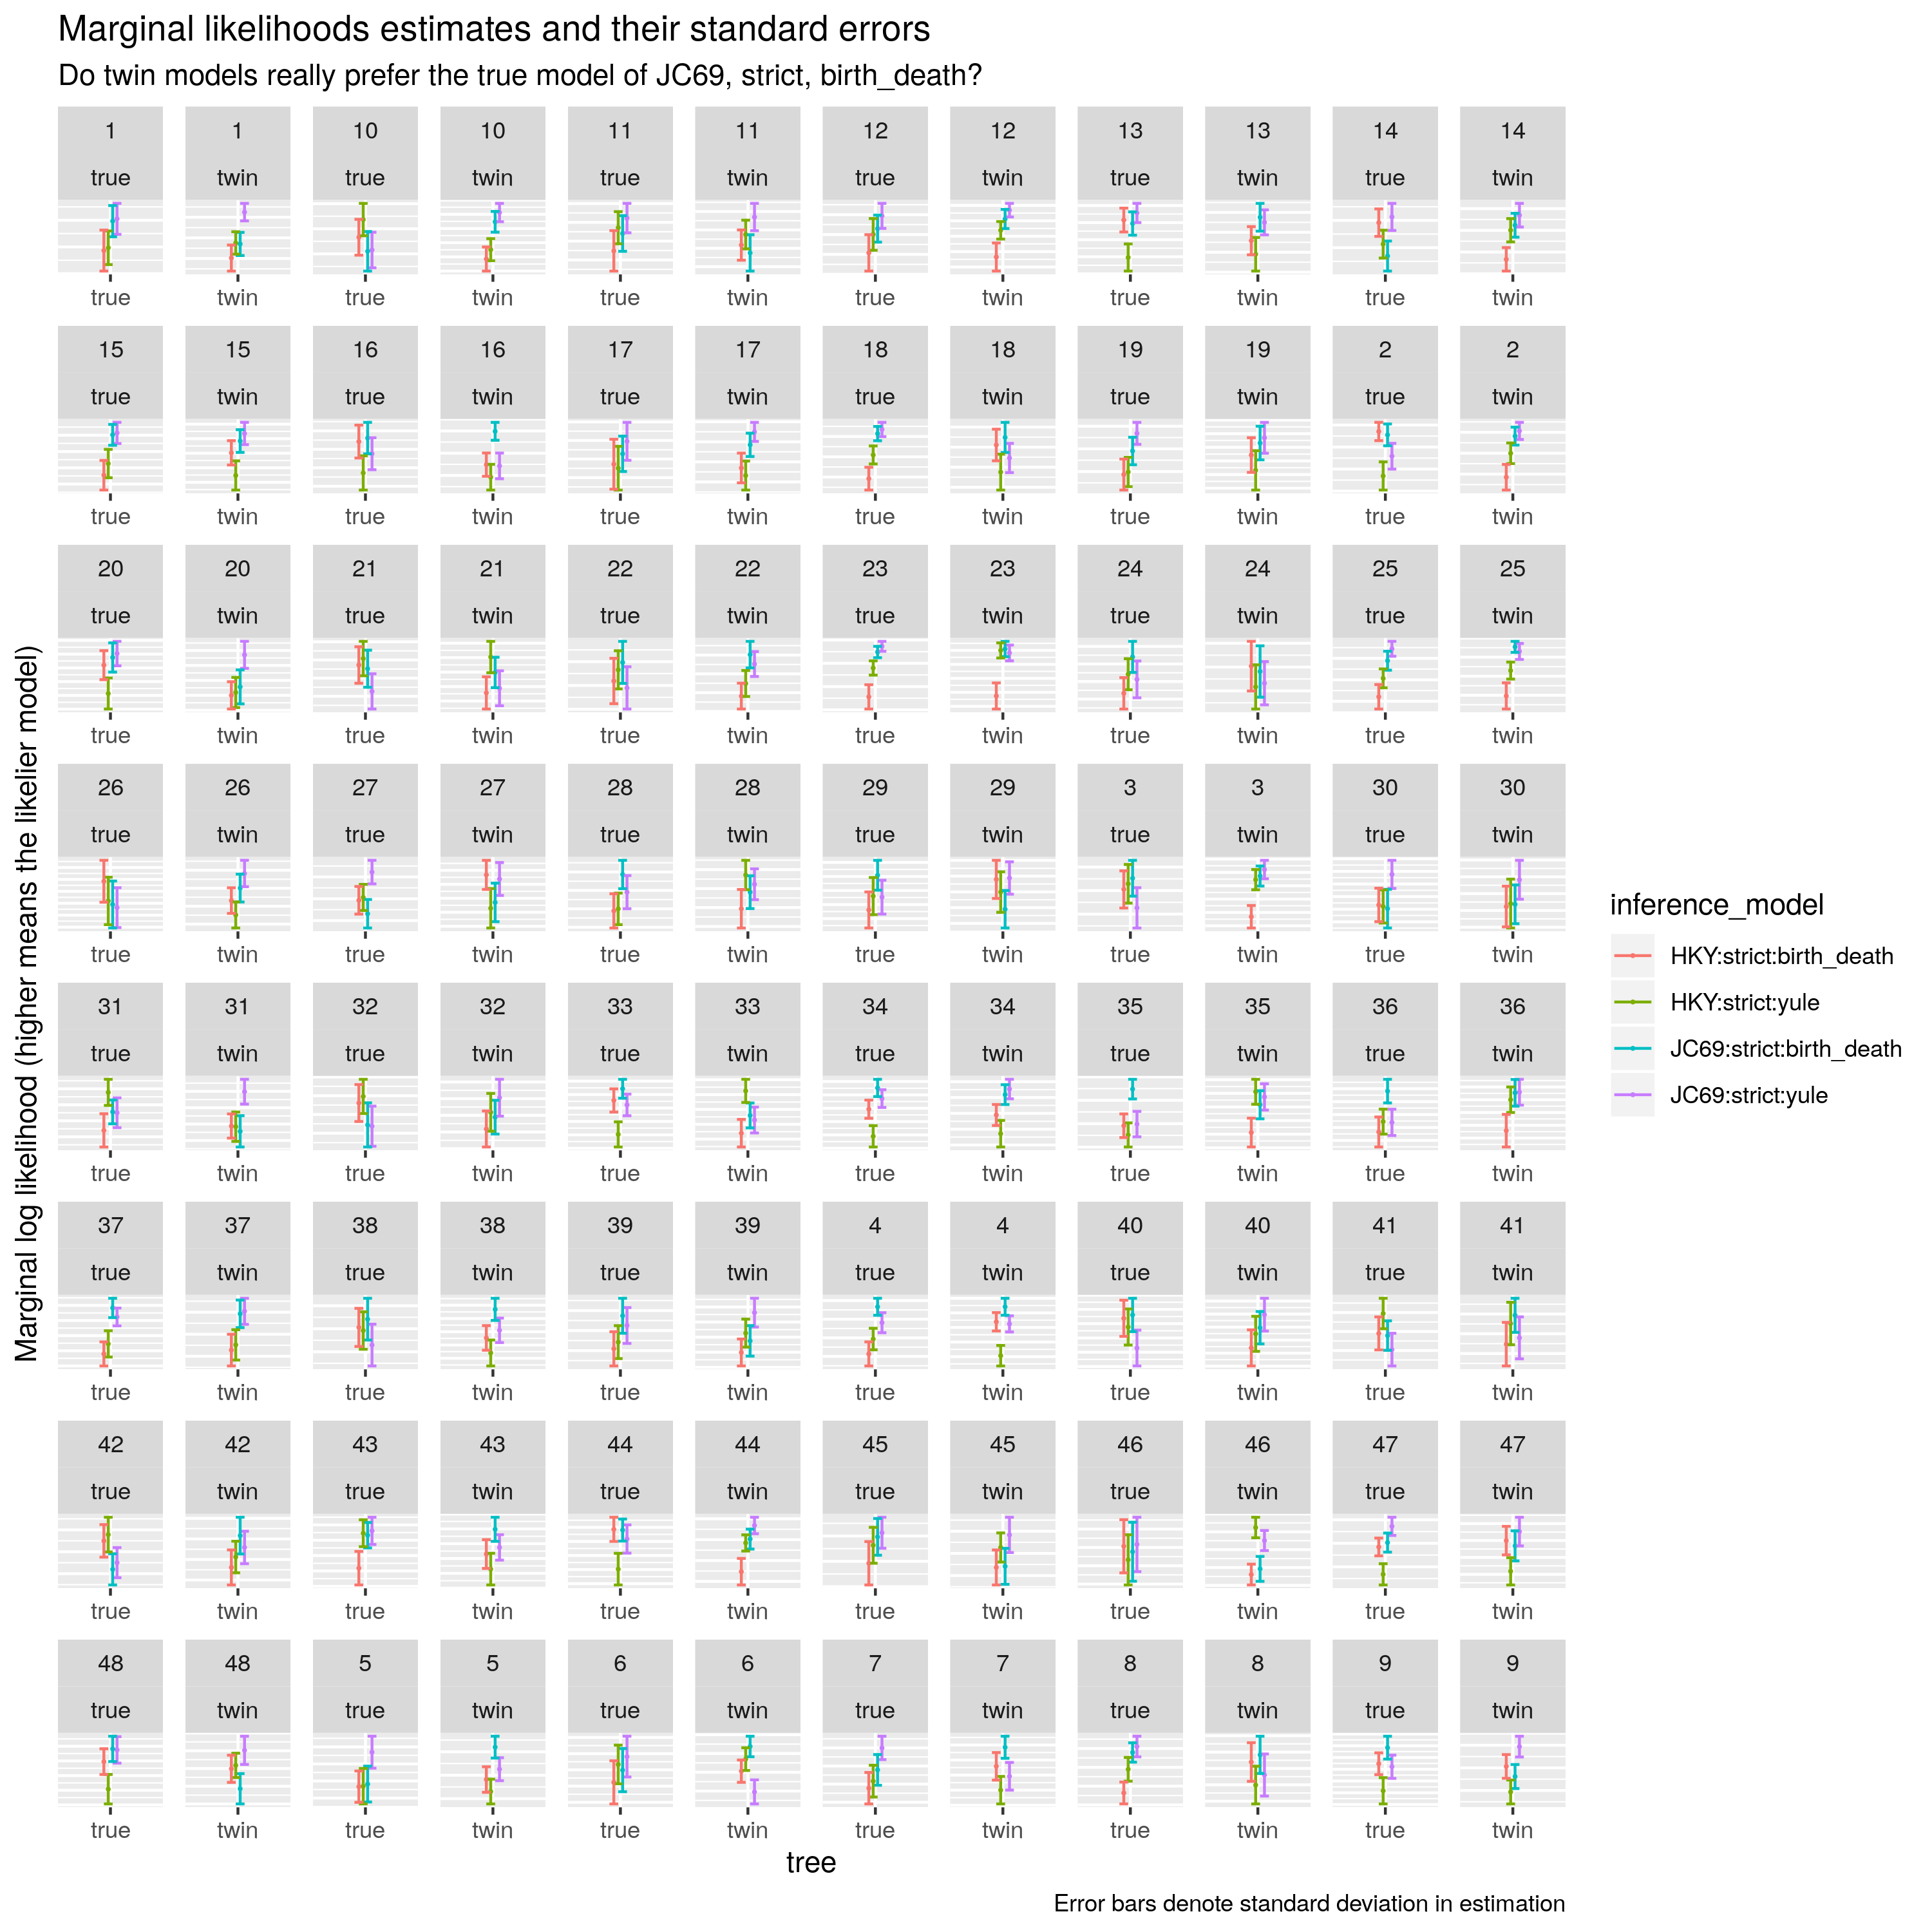 Marginal likelihoods estimates and their standard errors
Do twin models really prefer the true model of JC69, strict, birth_death?
1 1 10 10 11 11 12 12 13 13 14 14
true twin true twin true twin true twin true twin true twin
true twin true twin true twin true twin true twin true twin
15 15 16 16 17 17 18 18 19 19 2 2
true twin true twin true twin true twin true twin true twin
true twin true twin true twin true twin true twin true twin
20 20 21 21 22 22 23 23 24 24 25 25
true twin true twin true twin true twin true twin true twin
true twin true twin true twin true twin true twin true twin
26 26 27 27 28 28 29 29 3 3 30 30
true twin true twin true twin true twin true twin true twin
true twin true twin true twin true twin true twin true twin
31 31 32 32 33 33 34 34 35 35 36 36
true twin true twin true twin true twin true twin true twin
true twin true twin true twin true twin true twin true twin
37 37 38 38 39 39 4 4 40 40 41 41
true twin true twin true twin true twin true twin true twin
true twin true twin true twin true twin true twin true twin
42 42 43 43 44 44 45 45 46 46 47 47
true twin true twin true twin true twin true twin true twin
true twin true twin true twin true twin true twin true twin
48 48 5 5 6 6 7 7 8 8 9 9
true twin true twin true twin true twin true twin true twin
true twin true twin true twin true twin true twin true twin
tree
Marginal log likelihood (higher means the likelier model)
inference_model
HKY:strict:birth_death
HKY:strict:yule
JC69:strict:birth_death
JC69:strict:yule
Error bars denote standard deviation in estimation